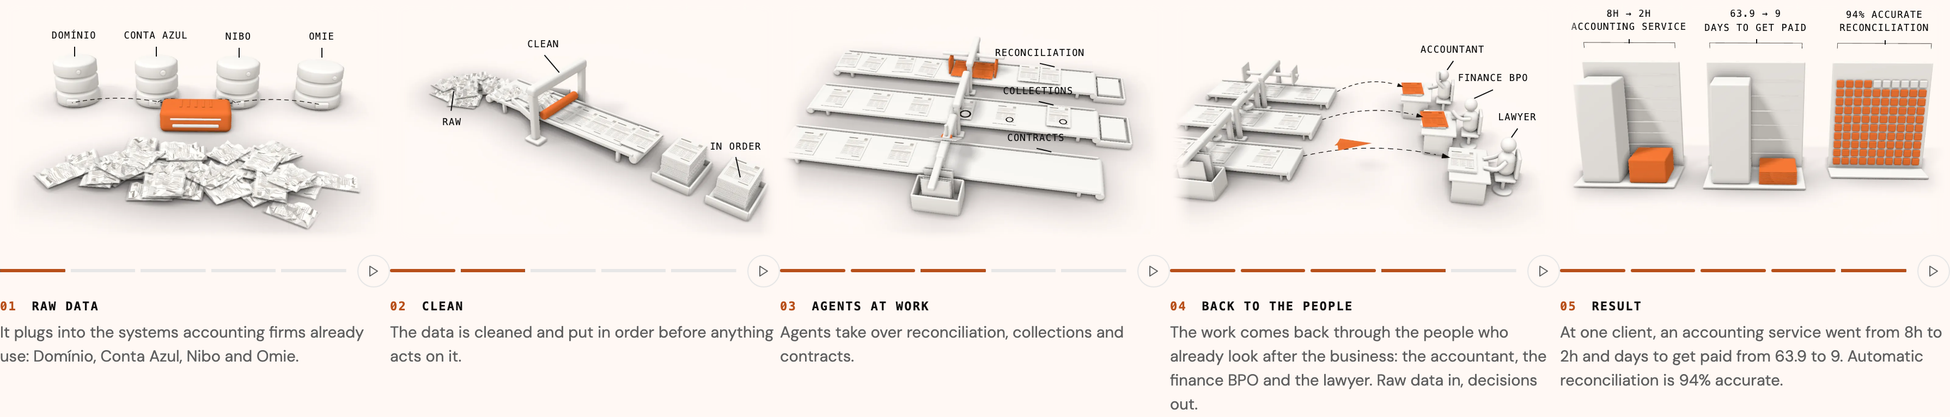 DOMÍNIO
CONTA AZUL
NIBO
OMIE
01 RAW DATA
It plugs into the systems accounting firms already
use: Domínio, Conta Azul, Nibo and Omie.
CLEAN
RAW
IN ORDER
02 CLEAN
The data is cleaned and put in order before anything
acts on it.
RECONCILIATION
COLLECTIONS
CONTRACTS
03 AGENTS AT WORK
Agents take over reconciliation, collections and
contracts.
ACCOUNTANT
FINANCE BPO
LAWYER
04 BACK TO THE PEOPLE
The work comes back through the people who
already look after the business: the accountant, the
finance BPO and the lawyer. Raw data in, decisions
out.
8H → 2H
ACCOUNTING SERVICE
63.9 → 9
DAYS TO GET PAID
94% ACCURATE
RECONCILIATION
05 RESULT
At one client, an accounting service went from 8h to
2h and days to get paid from 63.9 to 9. Automatic
reconciliation is 94% accurate.